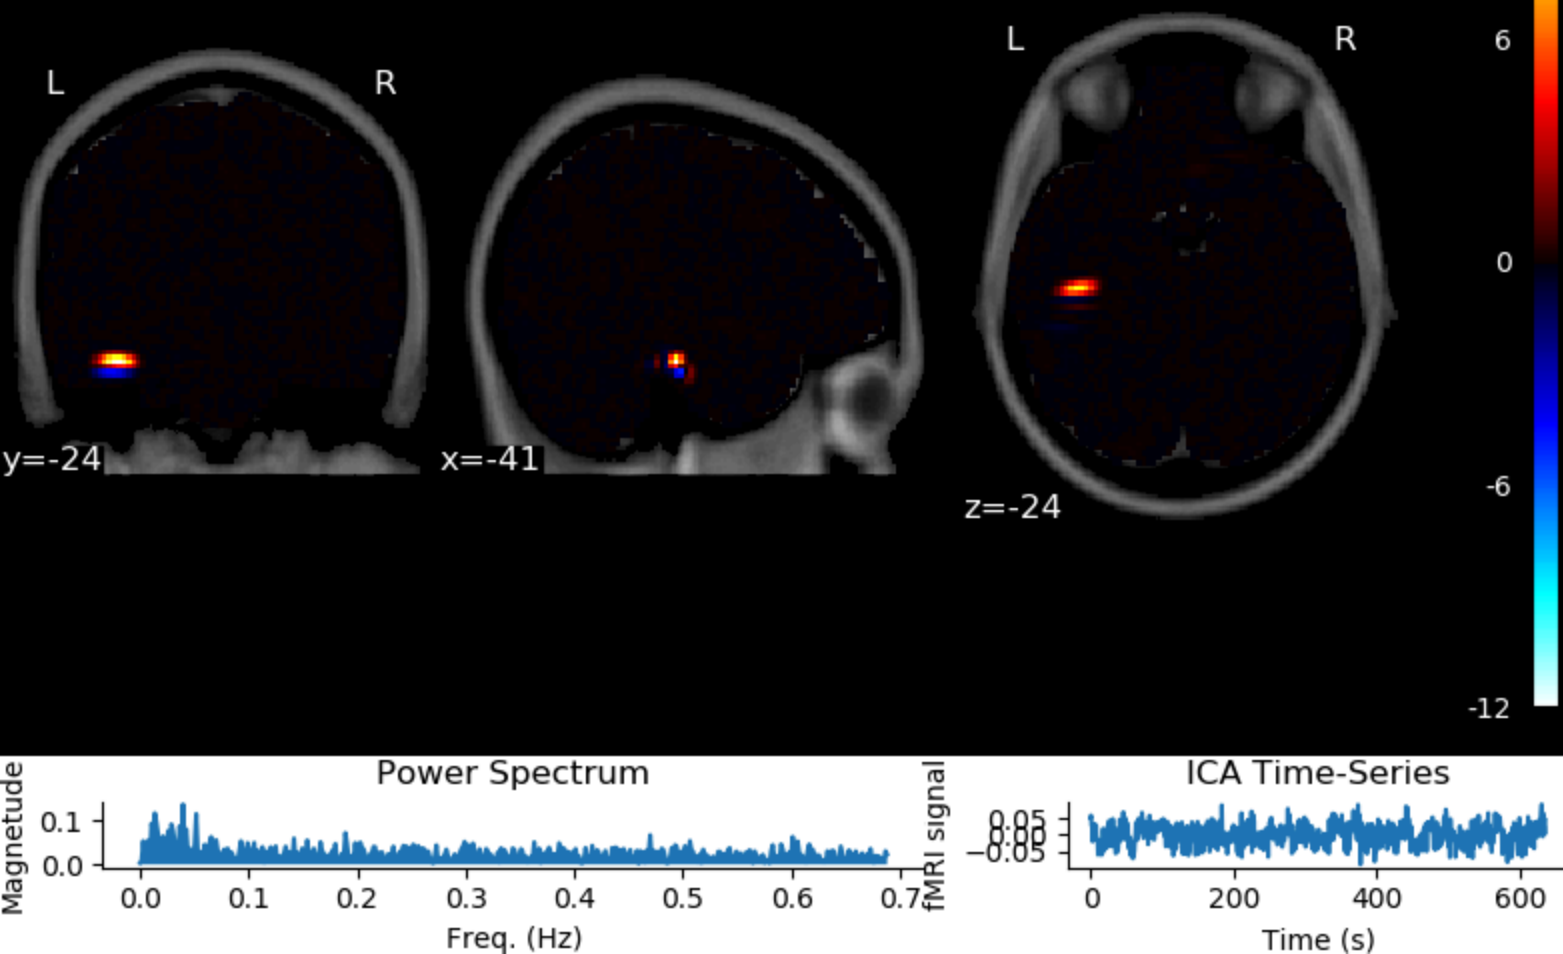 L R
L R
y=-24
x=-41
z=-24
6
0
-6
-12
Power Spectrum
Magnetude
0.1
0.0
0.0 0.1 0.2 0.3 0.4 0.5 0.6 0.7
Freq. (Hz)
ICA Time-Series
fMRI signal
0.05
0.00
−0.05
0 200 400 600
Time (s)